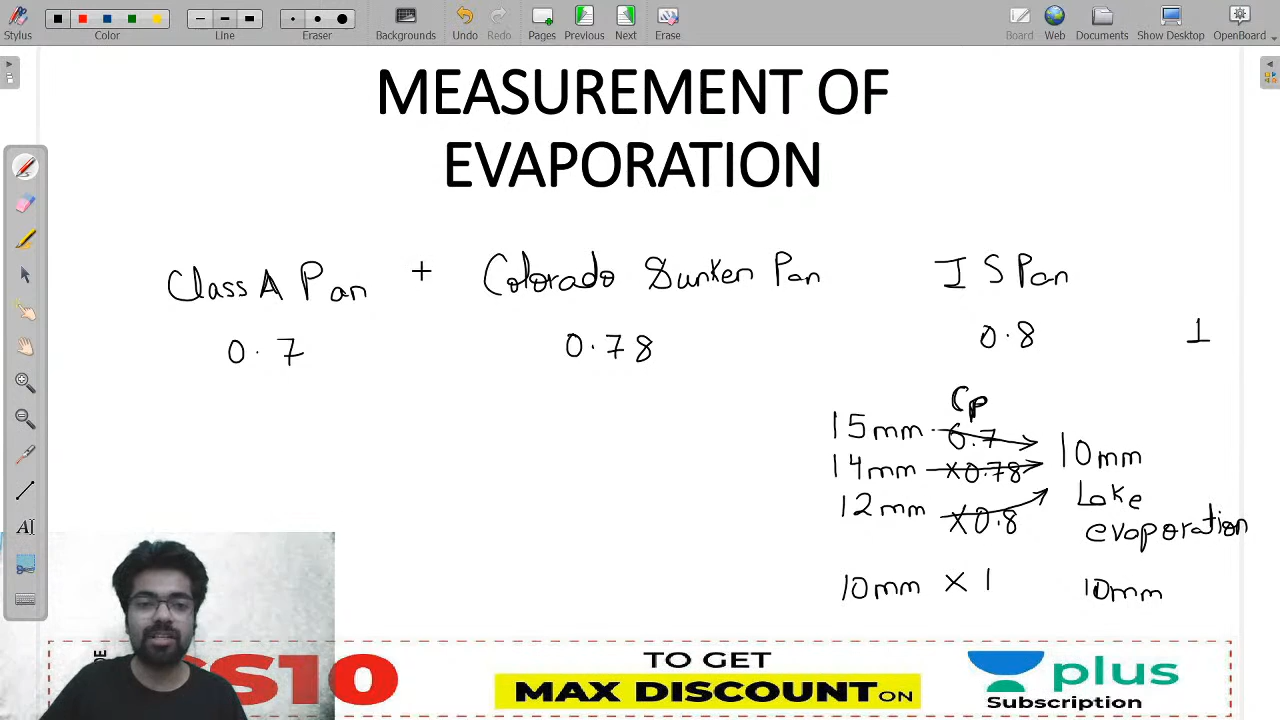 Stylus
Color
Line
Eraser
Backgrounds
Undo
Redo
Pages
Previous
Next
Erase
Board
Web
Documents
Show Desktop
OpenBoard
MEASUREMENT OF
EVAPORATION
Class A Pan + Colorado Sunken Pan I S Pan
0.7 0.78 0.8 1
Cp
15mm 0.7 10mm
14mm x0.78 Lake
12mm x0.8 evaporation
10mm x 1 10mm
AI
SS10
TO GET
MAX DISCOUNT ON
plus
Subscription